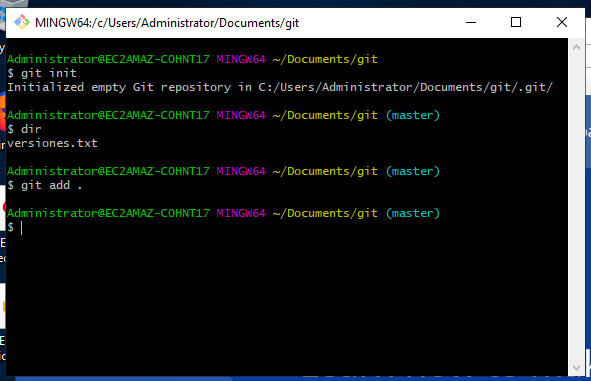 MINGW64:/c/Users/Administrator/Documents/git
Administrator@EC2AMAZ-COHNT17 MINGW64 ~/Documents/git
$ git init
Initialized empty Git repository in C:/Users/Administrator/Documents/git/.git/
Administrator@EC2AMAZ-COHNT17 MINGW64 ~/Documents/git (master)
$ dir
versiones.txt
Administrator@EC2AMAZ-COHNT17 MINGW64 ~/Documents/git (master)
$ git add .
Administrator@EC2AMAZ-COHNT17 MINGW64 ~/Documents/git (master)
$